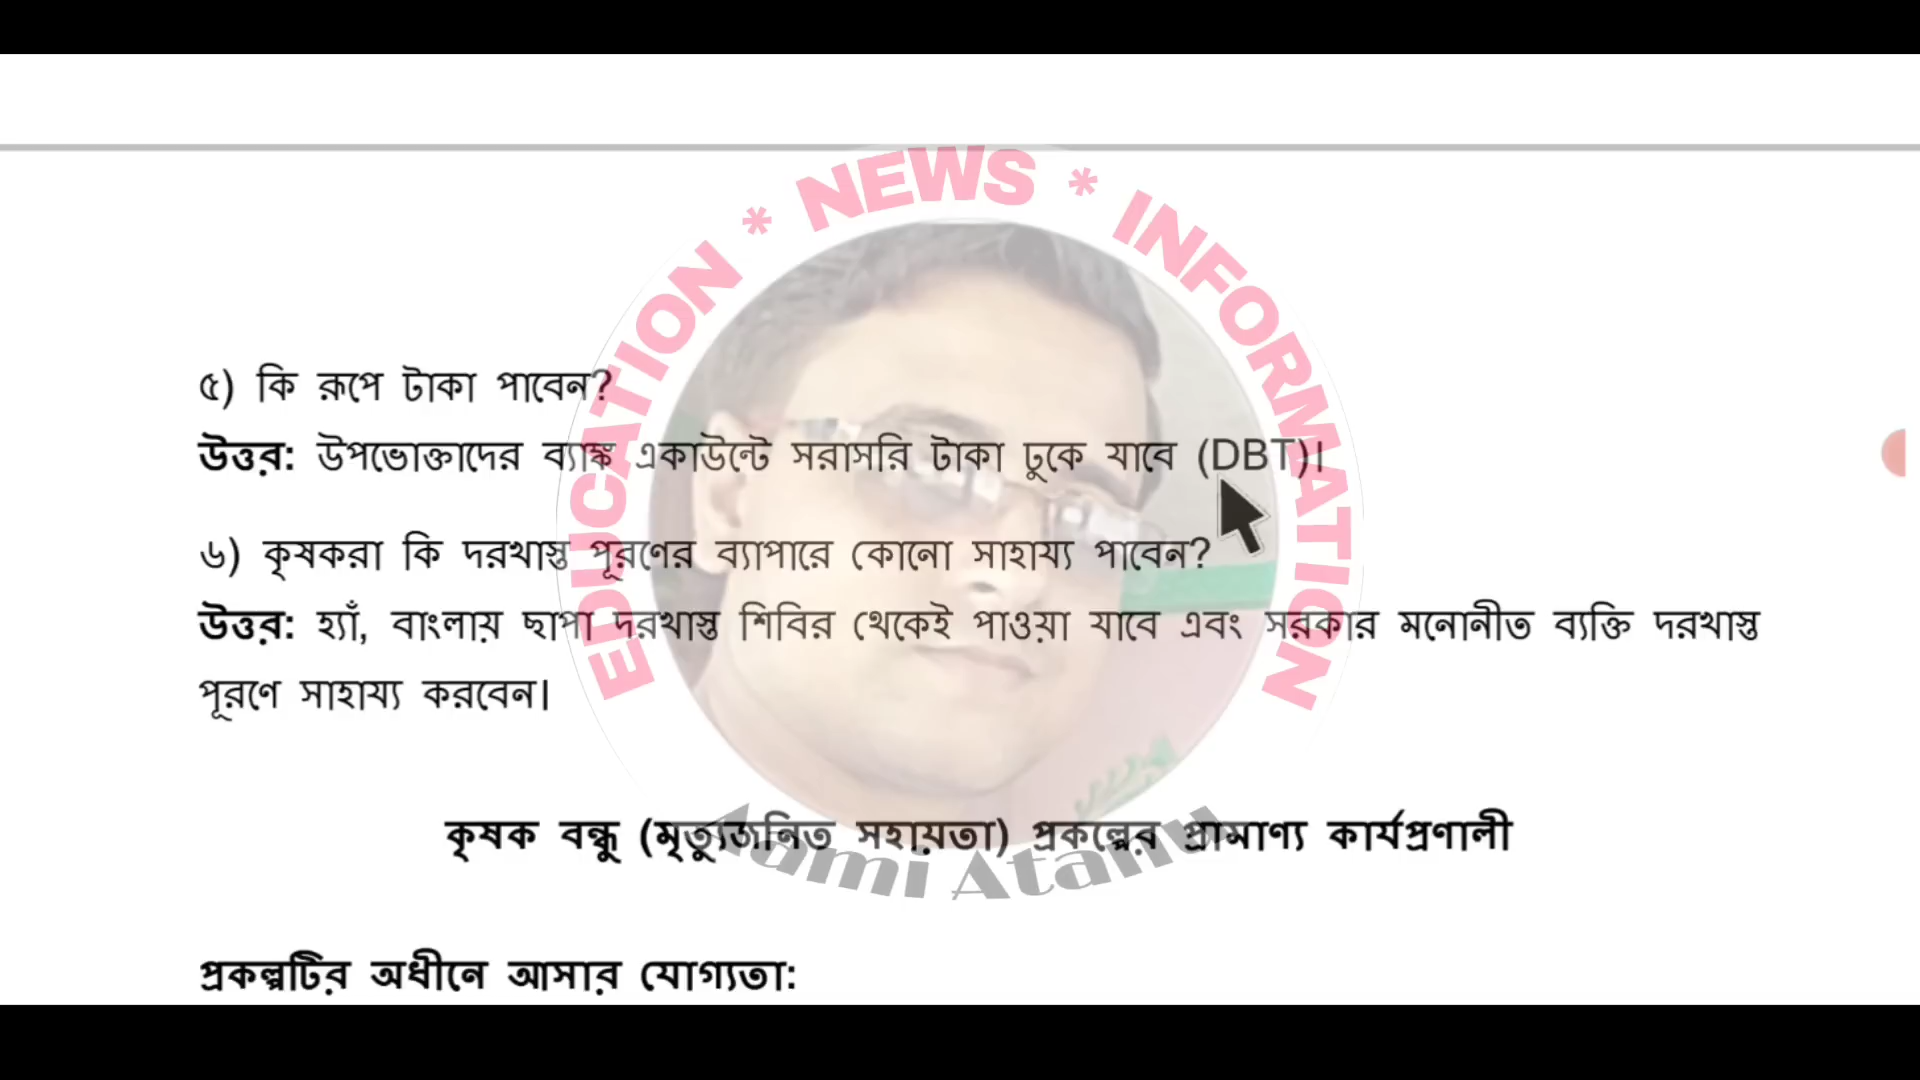 EDUCATION * NEWS * INFORMATION
৫) কি রূপে টাকা পাবেন?
উত্তর: উপভোক্তাদের ব্যাঙ্ক একাউন্টে সরাসরি টাকা ঢুকে যাবে (DBT)।
৬) কৃষকরা কি দরখাস্ত পূরণের ব্যাপারে কোনো সাহায্য পাবেন?
উত্তর: হ্যাঁ, বাংলায় ছাপা দরখাস্ত শিবির থেকেই পাওয়া যাবে এবং সরকার মনোনীত ব্যক্তি দরখাস্ত
পূরণে সাহায্য করবেন।
কৃষক বন্ধু (মৃত্যুজনিত সহায়তা) প্রকল্পের প্রামাণ্য কার্যপ্রণালী
Aami Atanu
প্রকল্পটির অধীনে আসার যোগ্যতা: